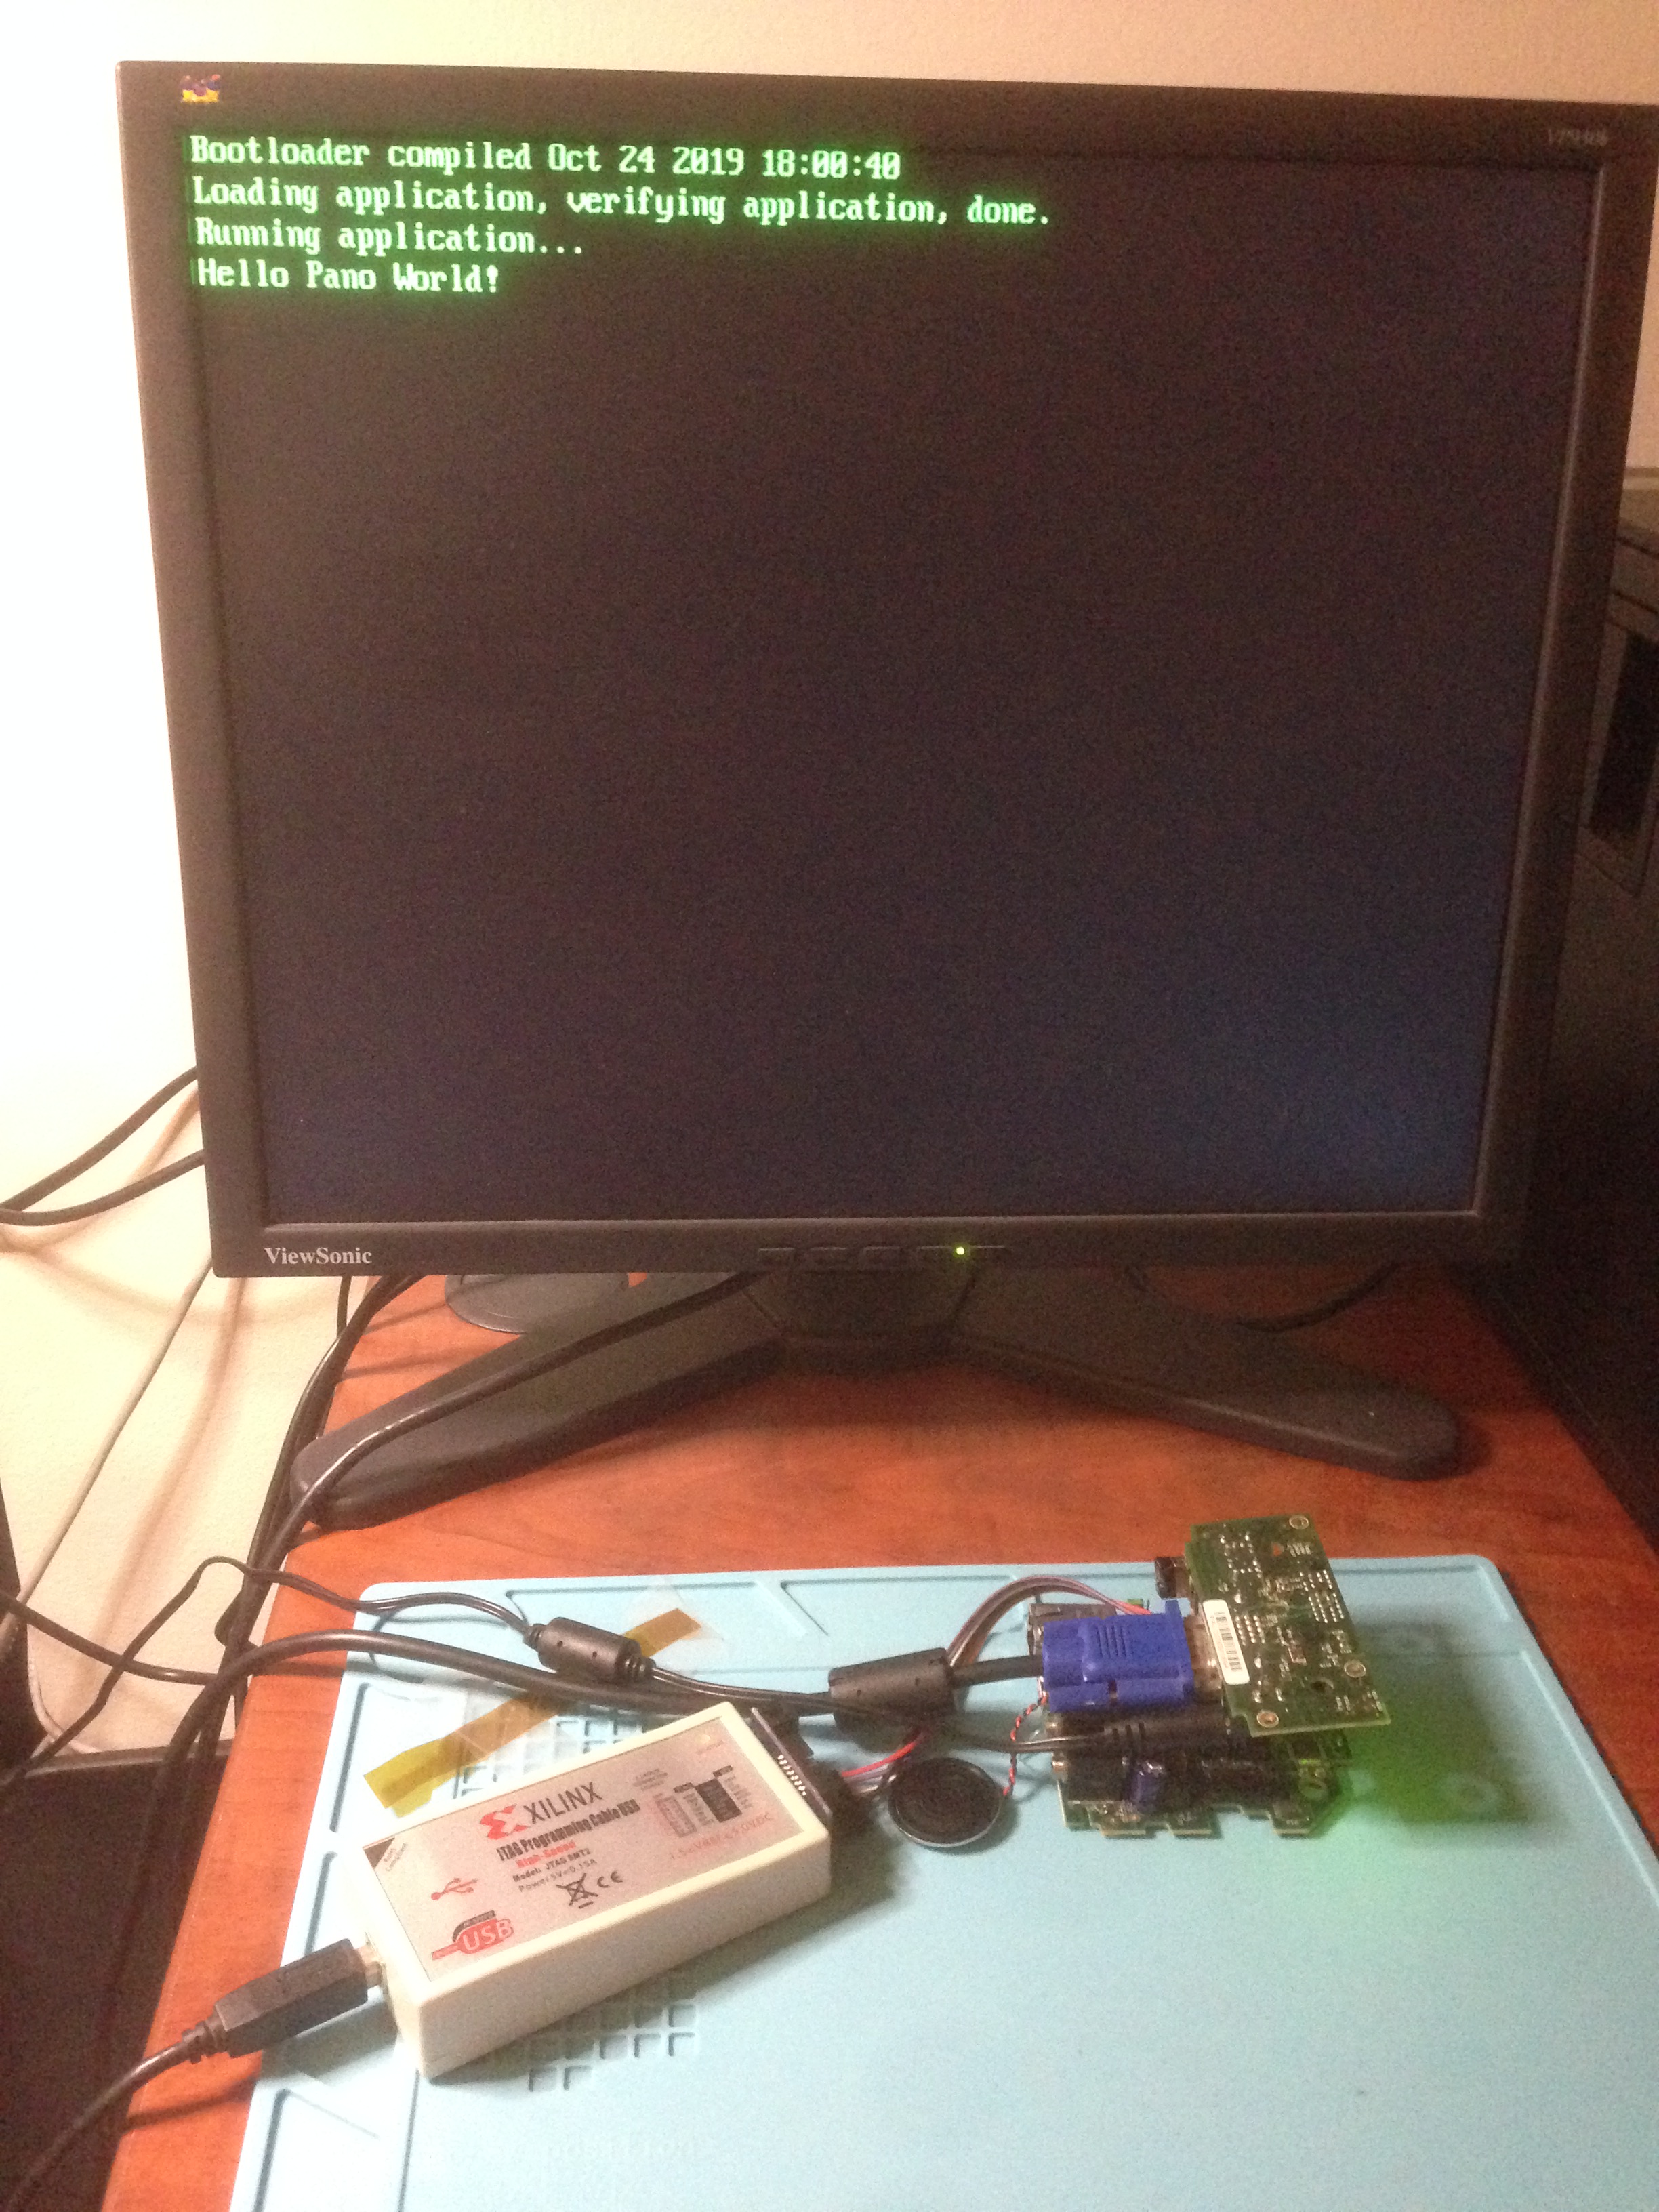 Bootloader compiled Oct 24 2019 18:00:40
Loading application, verifying application, done.
Running application...
Hello Pano World!
ViewSonic
XILINX
JTAG Programming Cable USB
High-Speed
Model: JTAG SMT2
Power:5V⎓0.15A
CE
USB